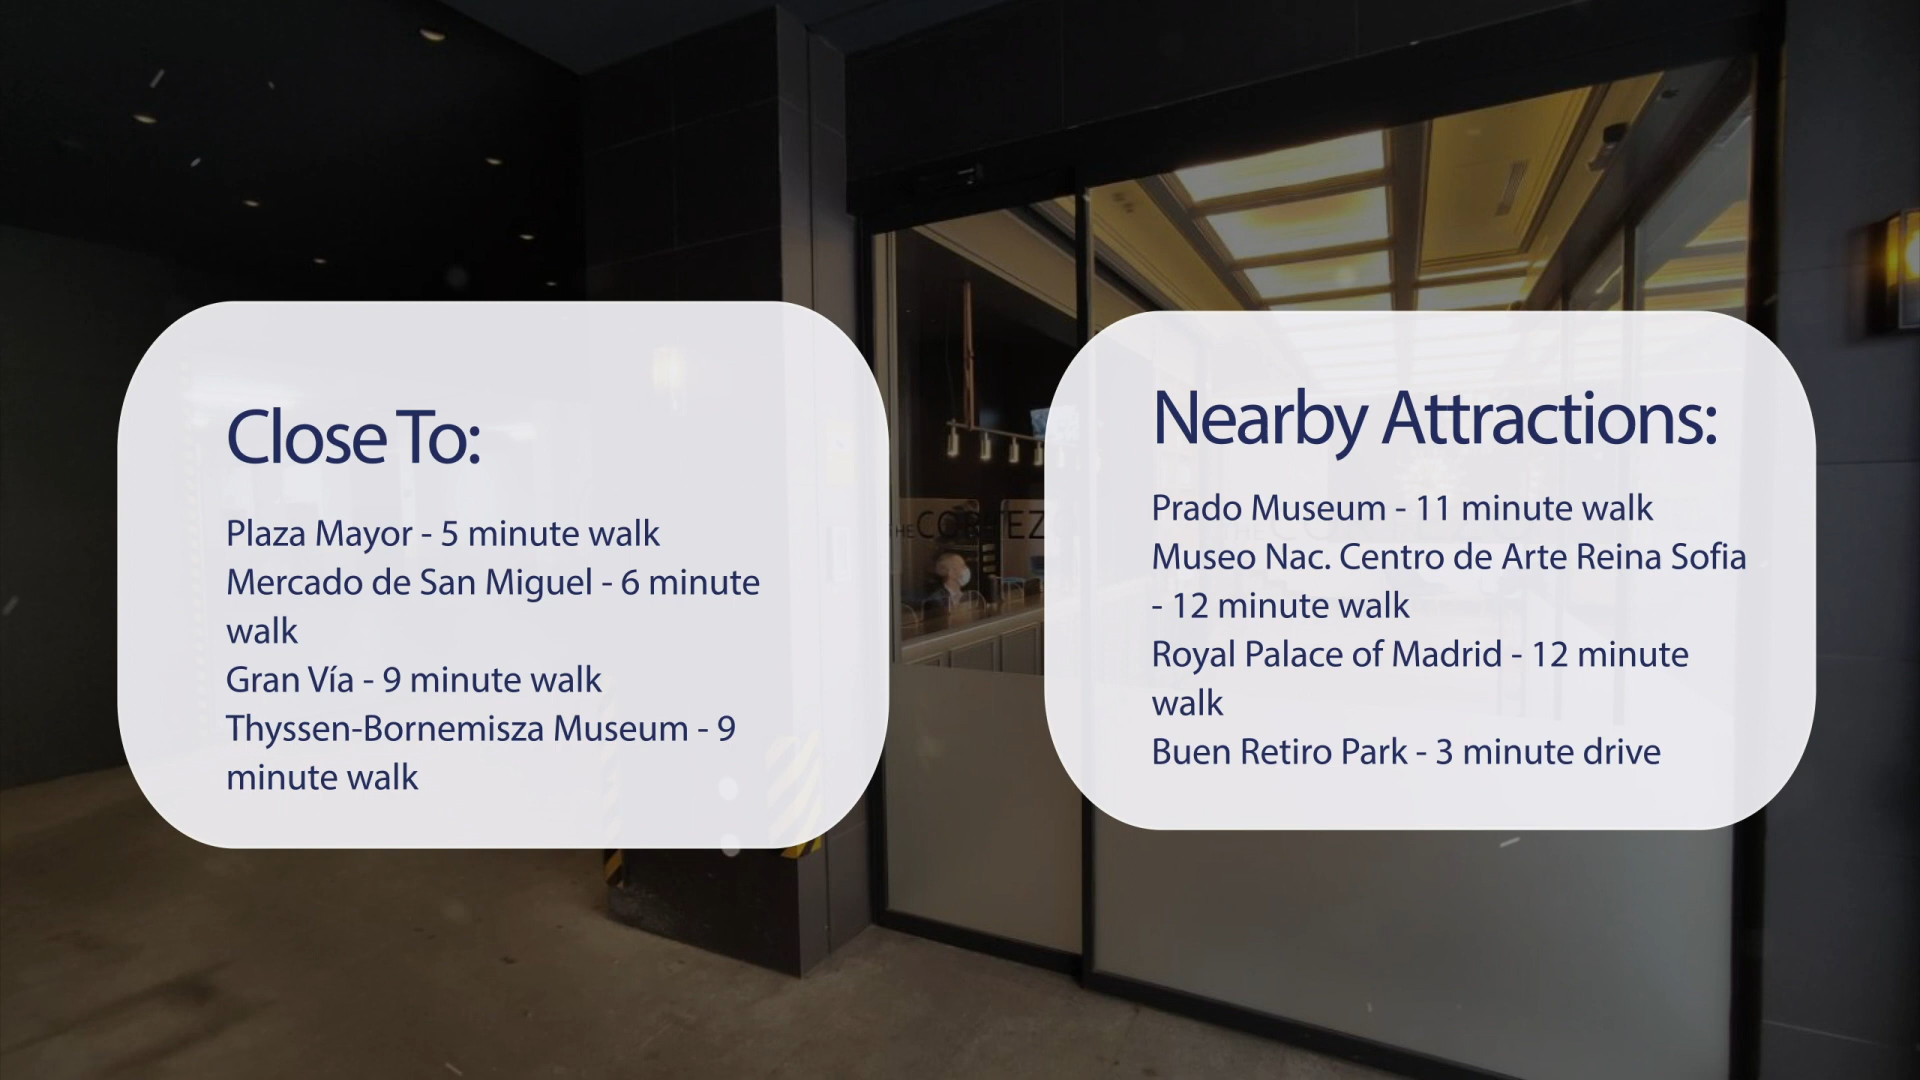 Close To:
Plaza Mayor - 5 minute walk
Mercado de San Miguel - 6 minute
walk
Gran Vía - 9 minute walk
Thyssen-Bornemisza Museum - 9
minute walk
Nearby Attractions:
Prado Museum - 11 minute walk
Museo Nac. Centro de Arte Reina Sofia
- 12 minute walk
Royal Palace of Madrid - 12 minute
walk
Buen Retiro Park - 3 minute drive